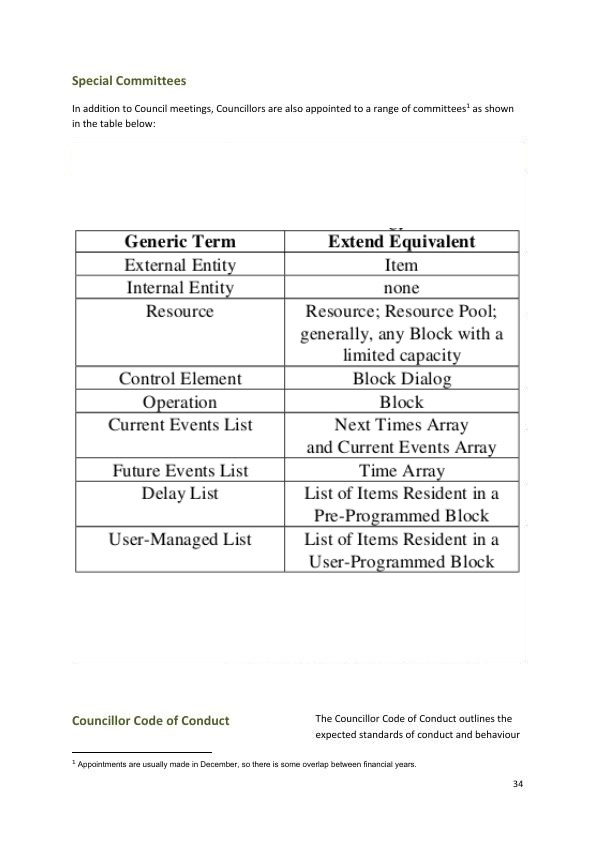 Special Committees
In addition to Council meetings, Councillors are also appointed to a range of committees1 as shown
in the table below:
Generic Term Extend Equivalent
External Entity Item
Internal Entity none
Resource Resource; Resource Pool;
generally, any Block with a
limited capacity
Control Element Block Dialog
Operation Block
Current Events List Next Times Array
and Current Events Array
Future Events List Time Array
Delay List List of Items Resident in a
Pre-Programmed Block
User-Managed List List of Items Resident in a
User-Programmed Block
Councillor Code of Conduct
The Councillor Code of Conduct outlines the
expected standards of conduct and behaviour
1 Appointments are usually made in December, so there is some overlap between financial years.
34